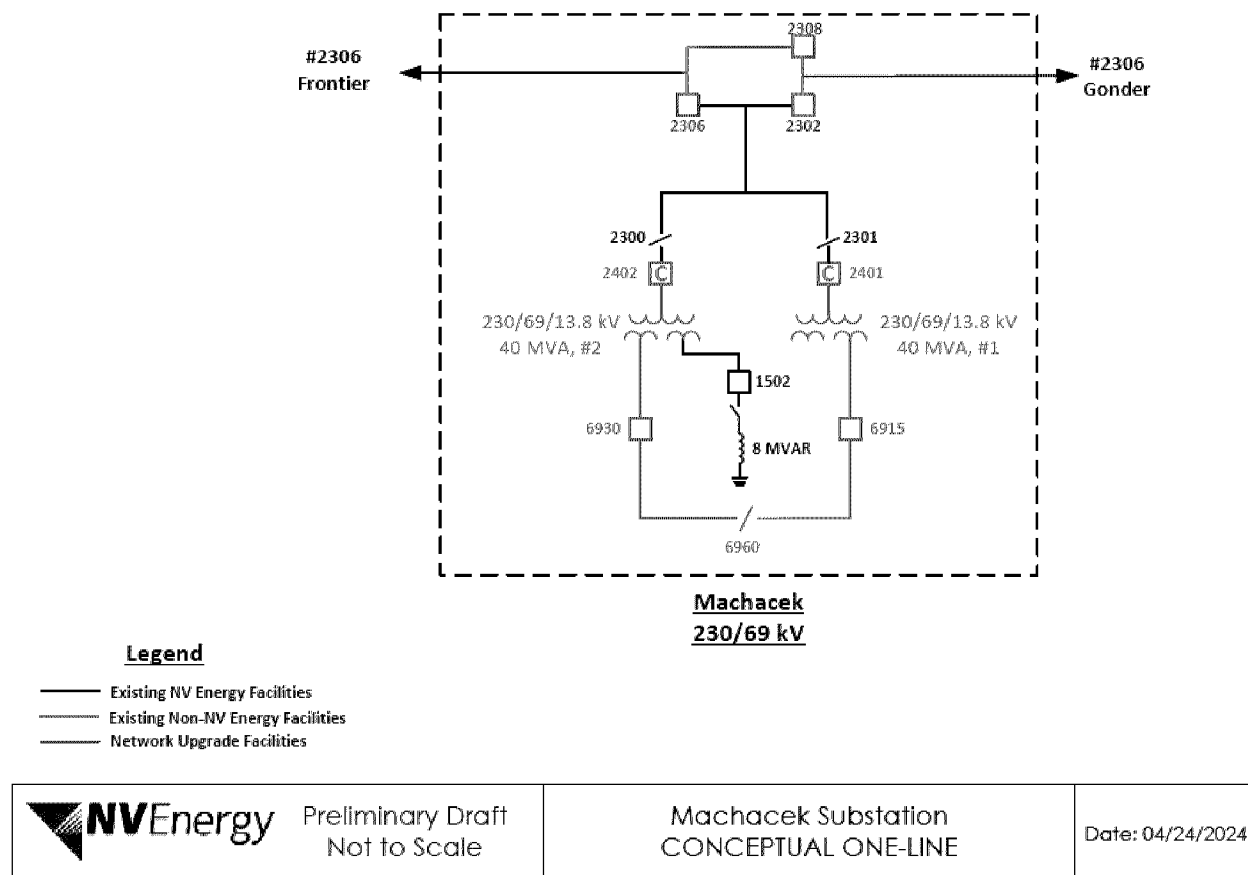 2308
#2306
Frontier
#2306
Gonder
2306
2302
2300
2301
2402
C
C
2401
230/69/13.8 kV
40 MVA, #2
230/69/13.8 kV
40 MVA, #1
1502
6930
6915
8 MVAR
6960
Machacek
230/69 kV
Legend
Existing NV Energy Facilities
Existing Non-NV Energy Facilities
Network Upgrade Facilities
NVEnergy
Preliminary Draft
Not to Scale
Machacek Substation
CONCEPTUAL ONE-LINE
Date: 04/24/2024